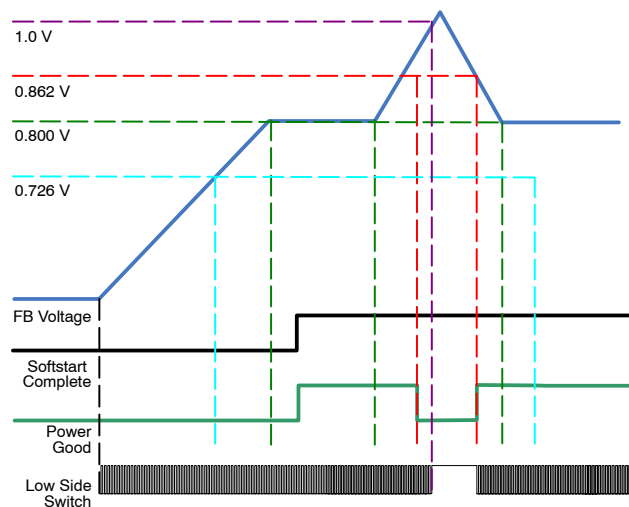 1.0 V
0.862 V
0.800 V
0.726 V
FB Voltage
Softstart
Complete
Power
Good
Low Side
Switch